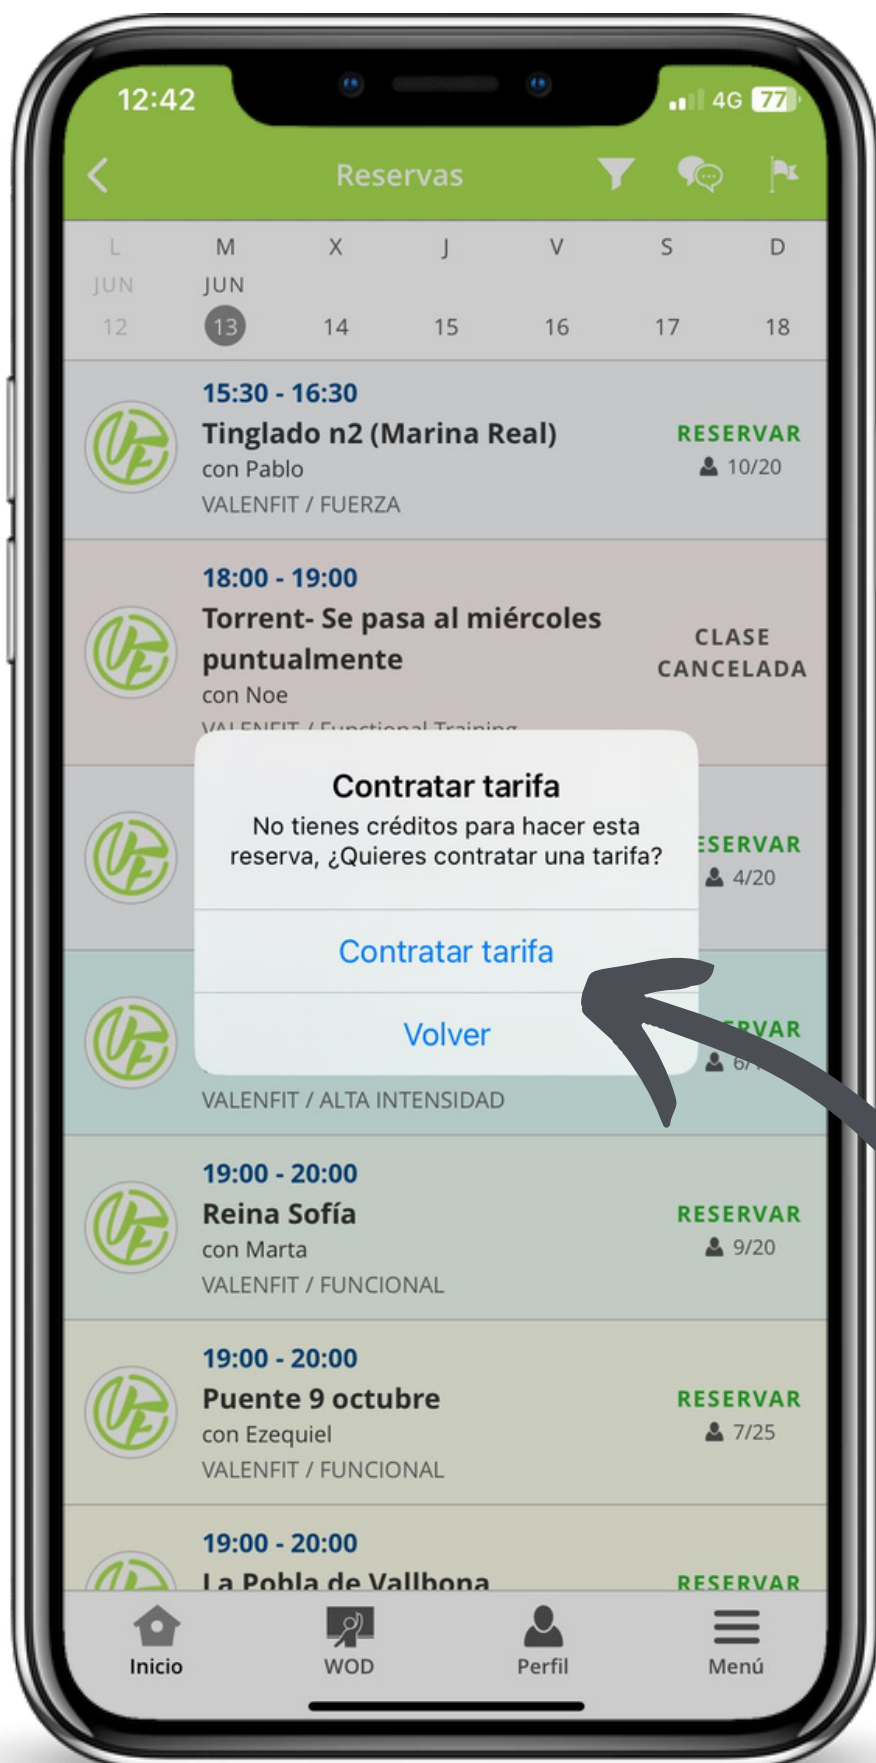 12:42
4G 77
Reservas
L M X J V S D
JUN JUN
12 13 14 15 16 17 18
15:30 - 16:30
Tinglado n2 (Marina Real)
con Pablo
VALENFIT / FUERZA
RESERVAR
10/20
18:00 - 19:00
Torrent- Se pasa al miércoles
puntualmente
con Noe
VALENFIT / Functional Training
CLASE
CANCELADA
Contratar tarifa
No tienes créditos para hacer esta
reserva, ¿Quieres contratar una tarifa?
Contratar tarifa
Volver
4/20
VALENFIT / ALTA INTENSIDAD
19:00 - 20:00
Reina Sofía
con Marta
VALENFIT / FUNCIONAL
RESERVAR
9/20
19:00 - 20:00
Puente 9 octubre
con Ezequiel
VALENFIT / FUNCIONAL
RESERVAR
7/25
19:00 - 20:00
La Pobla de Vallbona
RESERVAR
Inicio WOD Perfil Menú